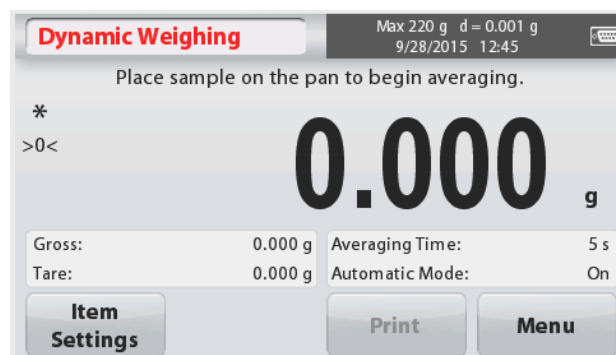 Dynamic Weighing
Max 220 g d = 0.001 g
9/28/2015 12:45
Place sample on the pan to begin averaging.
*
>0<
0.000 g
Gross: 0.000 g
Tare: 0.000 g
Averaging Time: 5 s
Automatic Mode: On
Item
Settings
Print
Menu